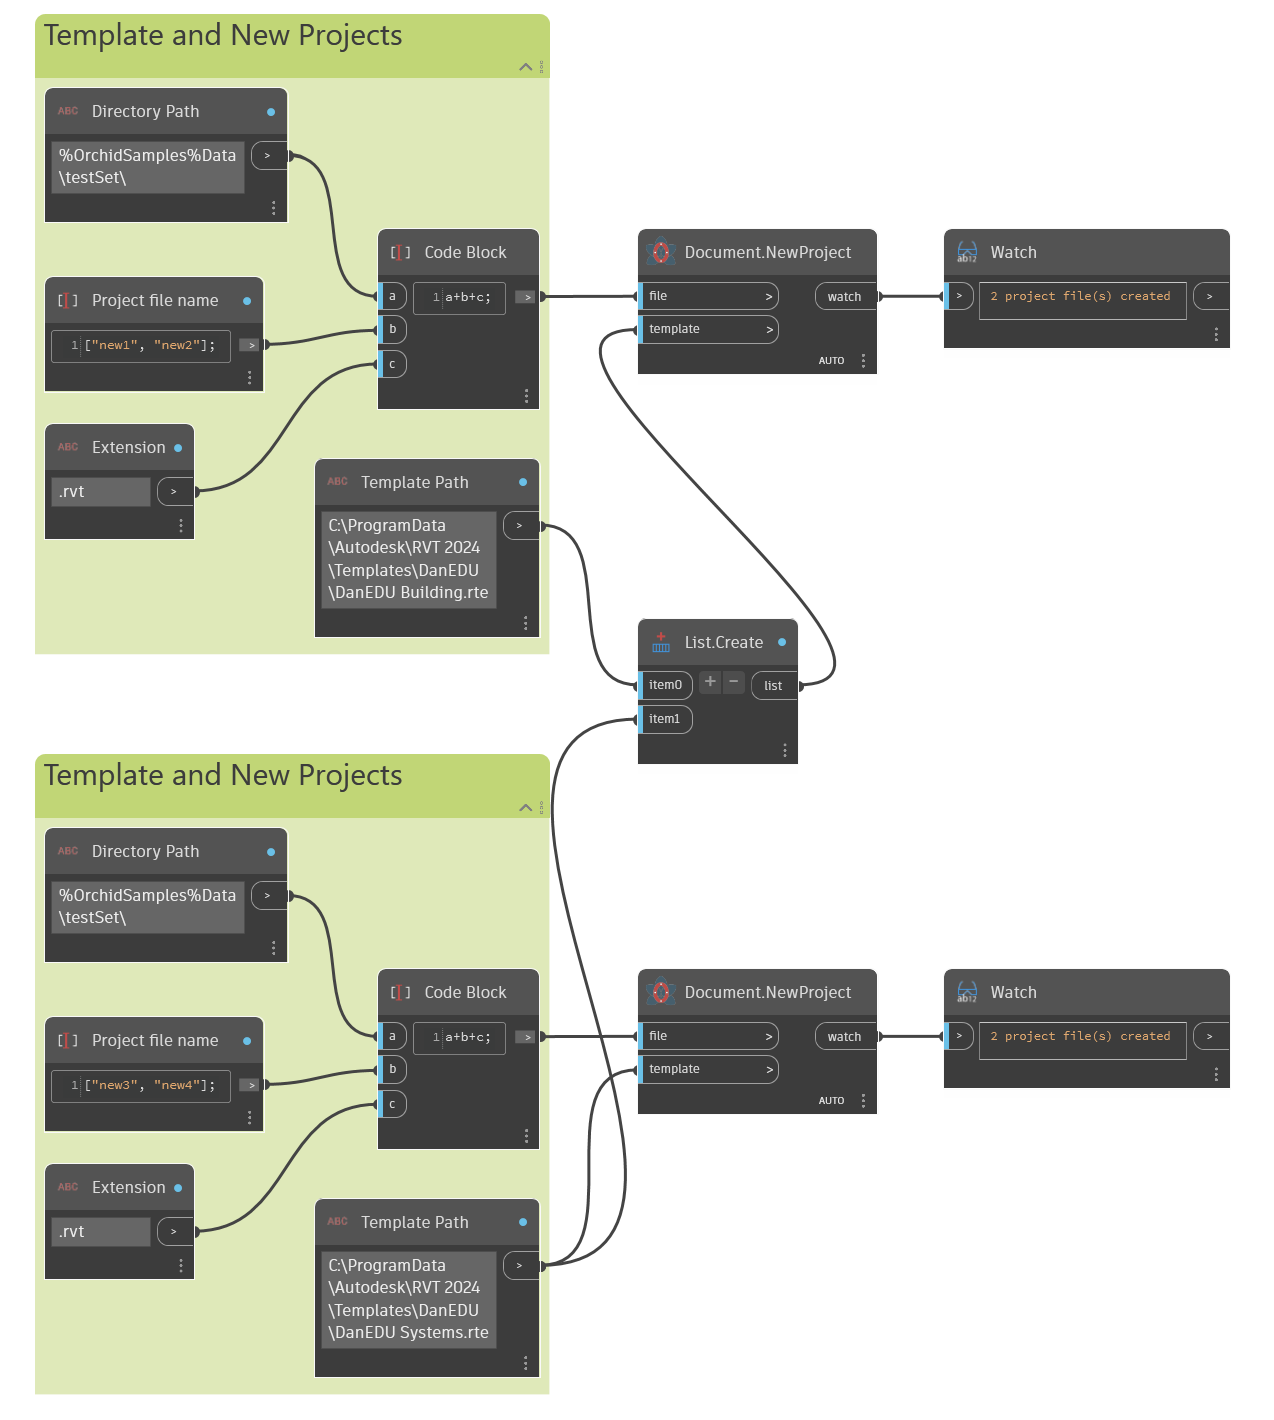 Template and New Projects
ABC Directory Path
%OrchidSamples%Data >
\testSet\
[I] Project file name
1 ["new1", "new2"]; >
ABC Extension
.rvt >
[I] Code Block
a 1 a+b+c; >
b
c
ABC Template Path
C:\ProgramData >
\Autodesk\RVT 2024
\Templates\DanEDU
\DanEDU Building.rte
Document.NewProject
file > watch
template >
AUTO
Watch
ab12
> 2 project file(s) created >
List.Create
item0 + − list
item1
Template and New Projects
ABC Directory Path
%OrchidSamples%Data >
\testSet\
[I] Project file name
1 ["new3", "new4"]; >
ABC Extension
.rvt >
[I] Code Block
a 1 a+b+c; >
b
c
ABC Template Path
C:\ProgramData >
\Autodesk\RVT 2024
\Templates\DanEDU
\DanEDU Systems.rte
Document.NewProject
file > watch
template >
AUTO
Watch
ab12
> 2 project file(s) created >